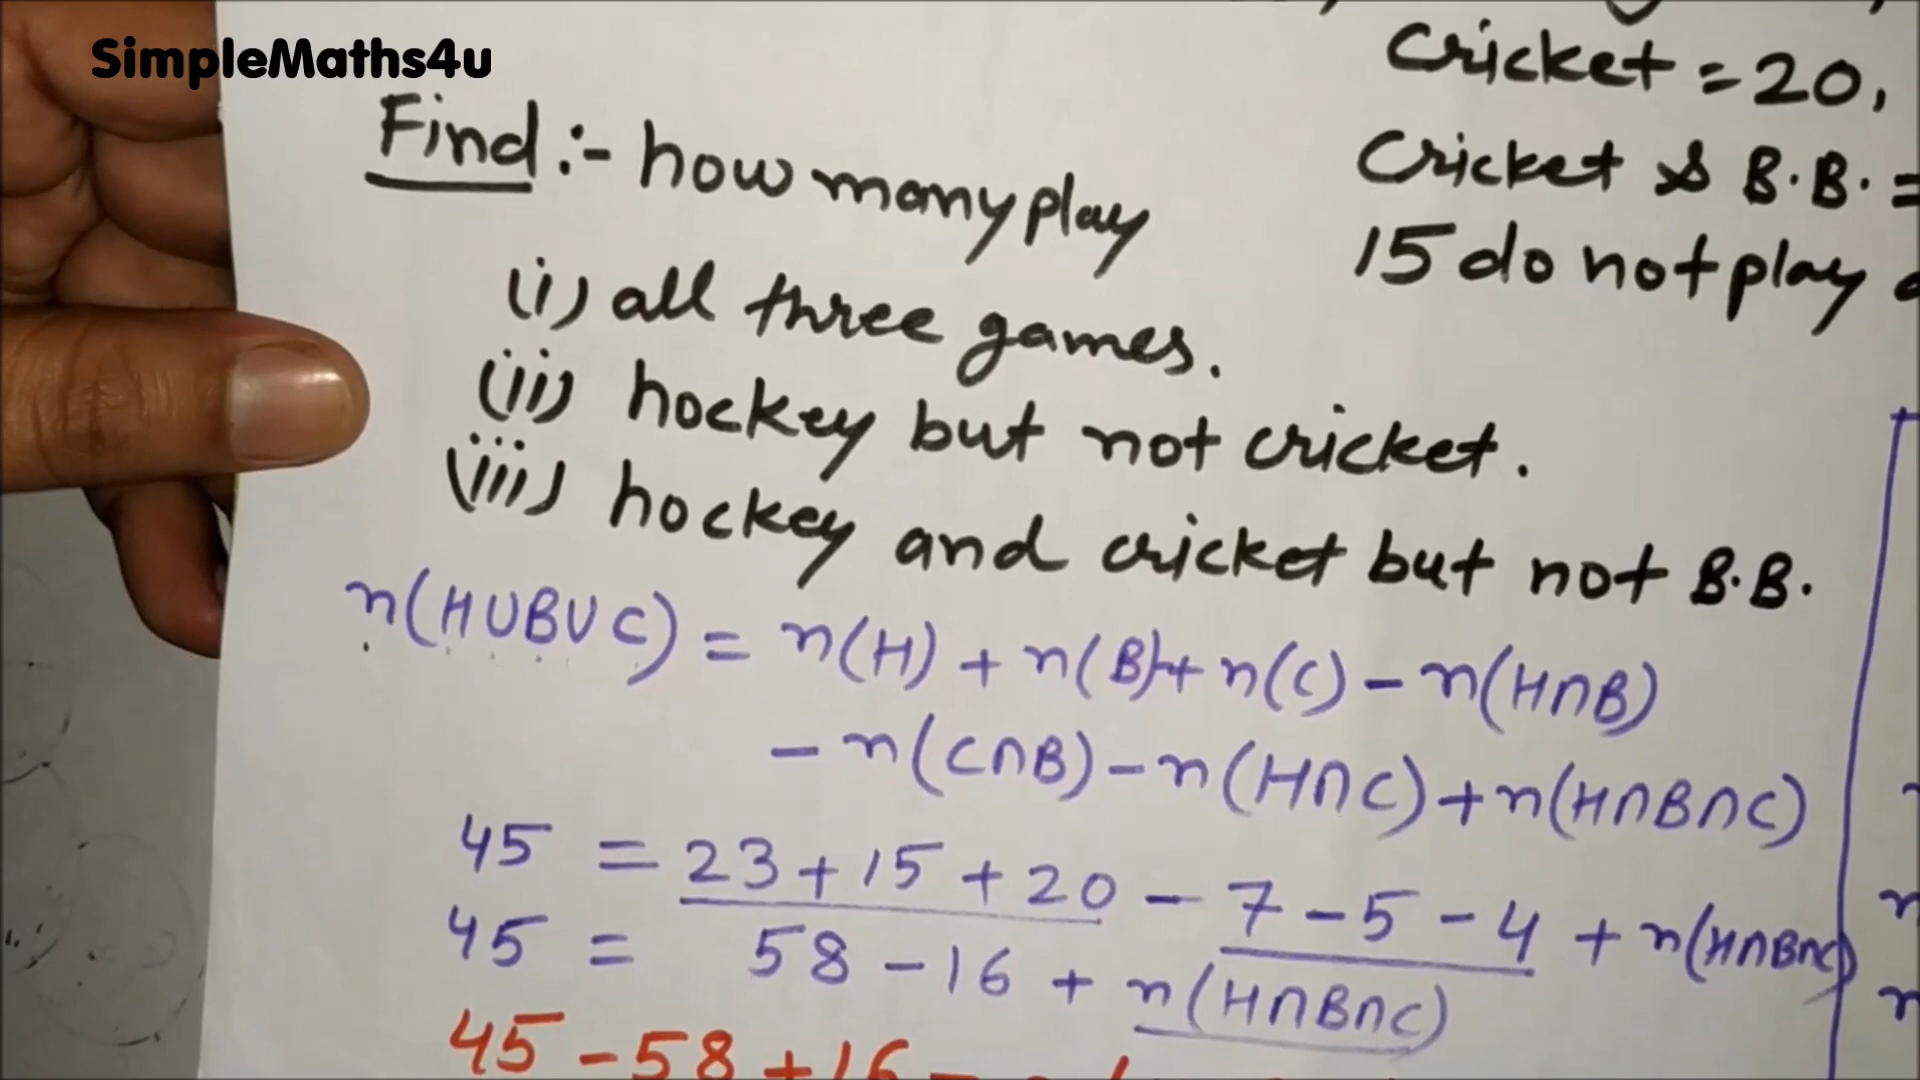 SimpleMaths4u
Cricket = 20,
Cricket & B.B. =
15 do not play
Find :- how many play
(i) all three games.
(ii) hockey but not cricket.
(iii) hockey and cricket but not B.B.
n(H∪B∪C) = n(H) + n(B) + n(C) - n(H∩B)
- n(C∩B) - n(H∩C) + n(H∩B∩C)
45 = 23 + 15 + 20 - 7 - 5 - 4 + n(H∩B∩C)
45 = 58 - 16 + n(H∩B∩C)
45 - 58 + 16 =